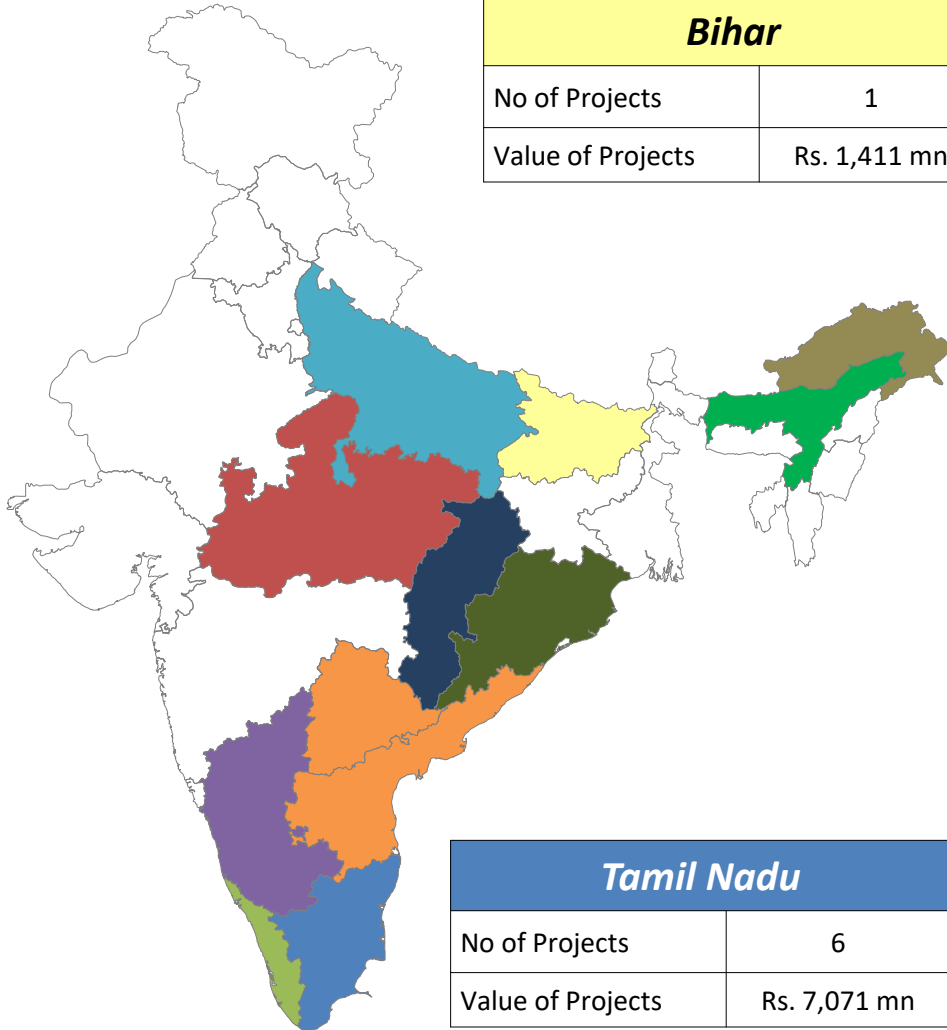 Bihar
No of Projects 1
Value of Projects Rs. 1,411 mn
Tamil Nadu
No of Projects 6
Value of Projects Rs. 7,071 mn